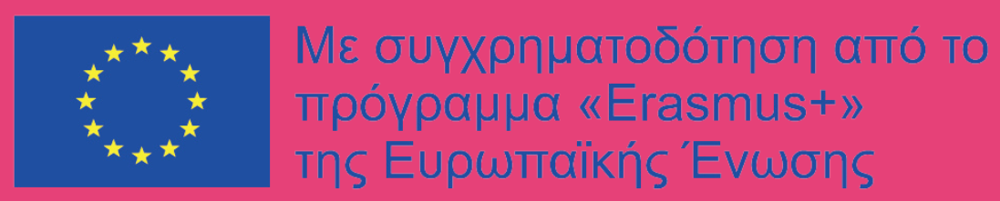 Με συγχρηματοδότηση από το
πρόγραμμα «Erasmus+»
της Ευρωπαϊκής Ένωσης